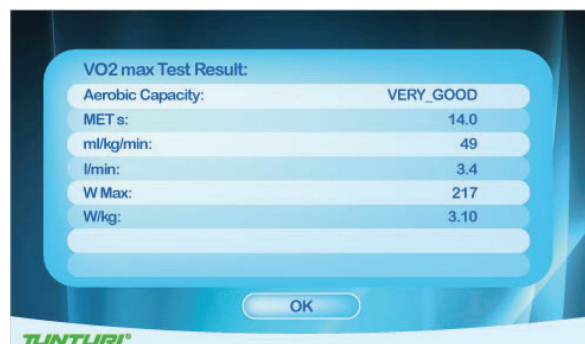 VO2 max Test Result:
Aerobic Capacity: VERY_GOOD
MET s: 14.0
ml/kg/min: 49
l/min: 3.4
W Max: 217
W/kg: 3.10
OK
TUNTURI®